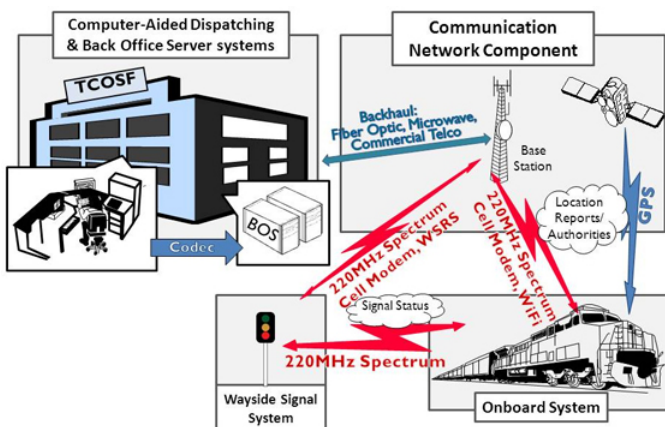 Computer-Aided Dispatching
& Back Office Server systems
TCOSF
Codec
BOS
Communication
Network Component
Backhaul:
Fiber Optic, Microwave,
Commercial Telco
Base
Station
Location
Reports/
Authorities
GPS
220MHz Spectrum
Cell Modem, WSRS
220MHz Spectrum
Cell Modem, WiFi
Signal Status
220MHz Spectrum
Wayside Signal
System
Onboard System